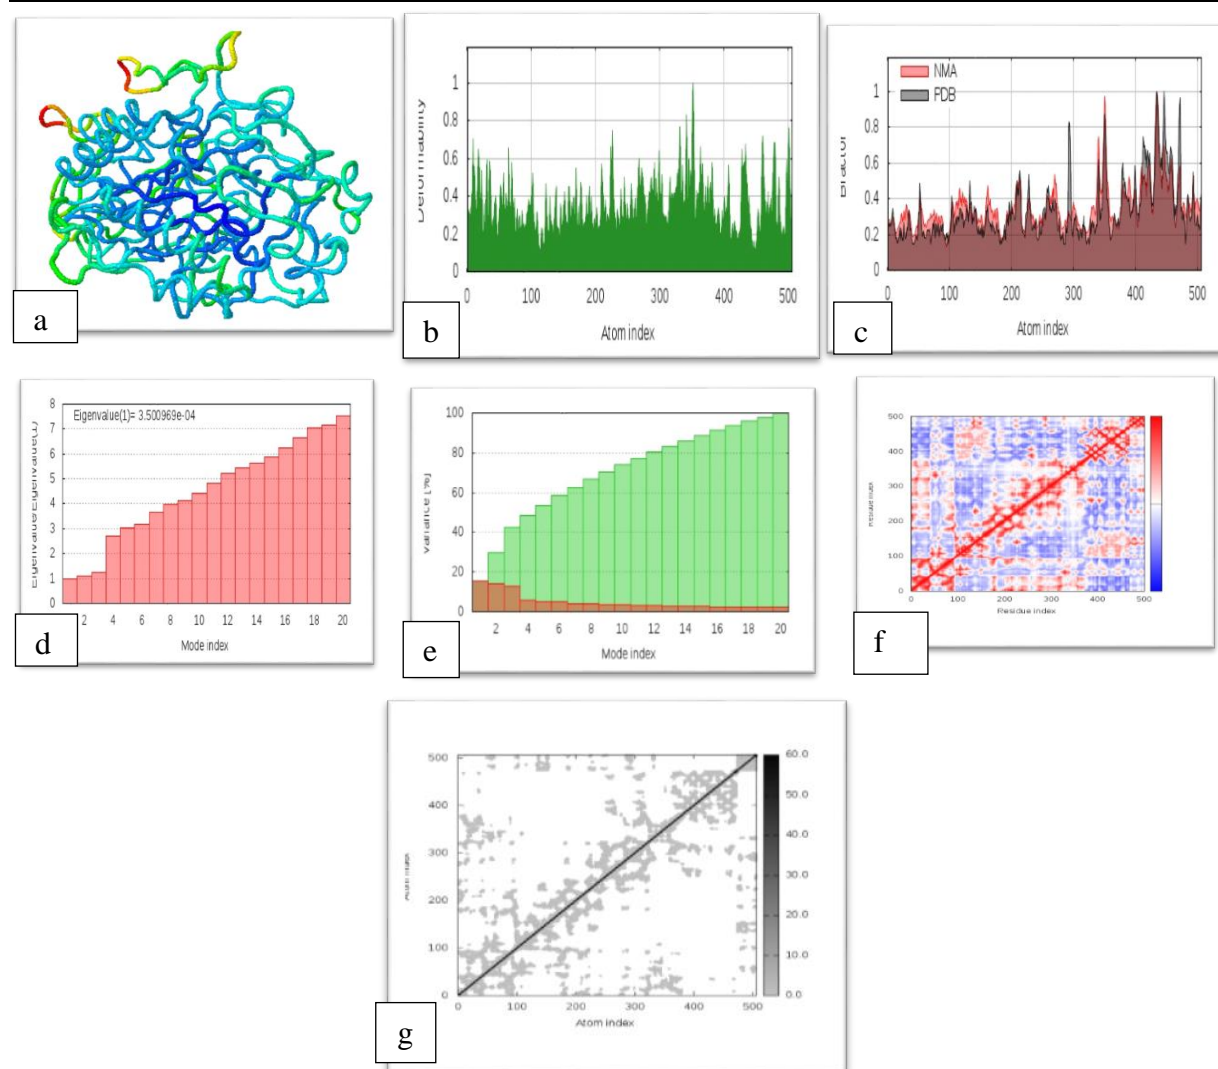 a
1
0.8
0.6
0.4
0.2
0
0 100 200 300 400 500
Atom index
Deformability
b
NMA
PDB
1
0.8
0.6
0.4
0.2
0
0 100 200 300 400 500
Atom index
c
Eigenvalue(1)= 3.500969e-04
8
7
6
5
4
3
2
1
0
2 4 6 8 10 12 14 16 18 20
Mode index
d
100
80
60
40
20
0
2 4 6 8 10 12 14 16 18 20
Mode index
Variance [%]
e
500
400
300
200
100
0
0 100 200 300 400 500
Residue index
Residue index
f
500
400
300
200
100
0
0 100 200 300 400 500
Atom index
Atom index
60.0
50.0
40.0
30.0
20.0
10.0
0.0
g